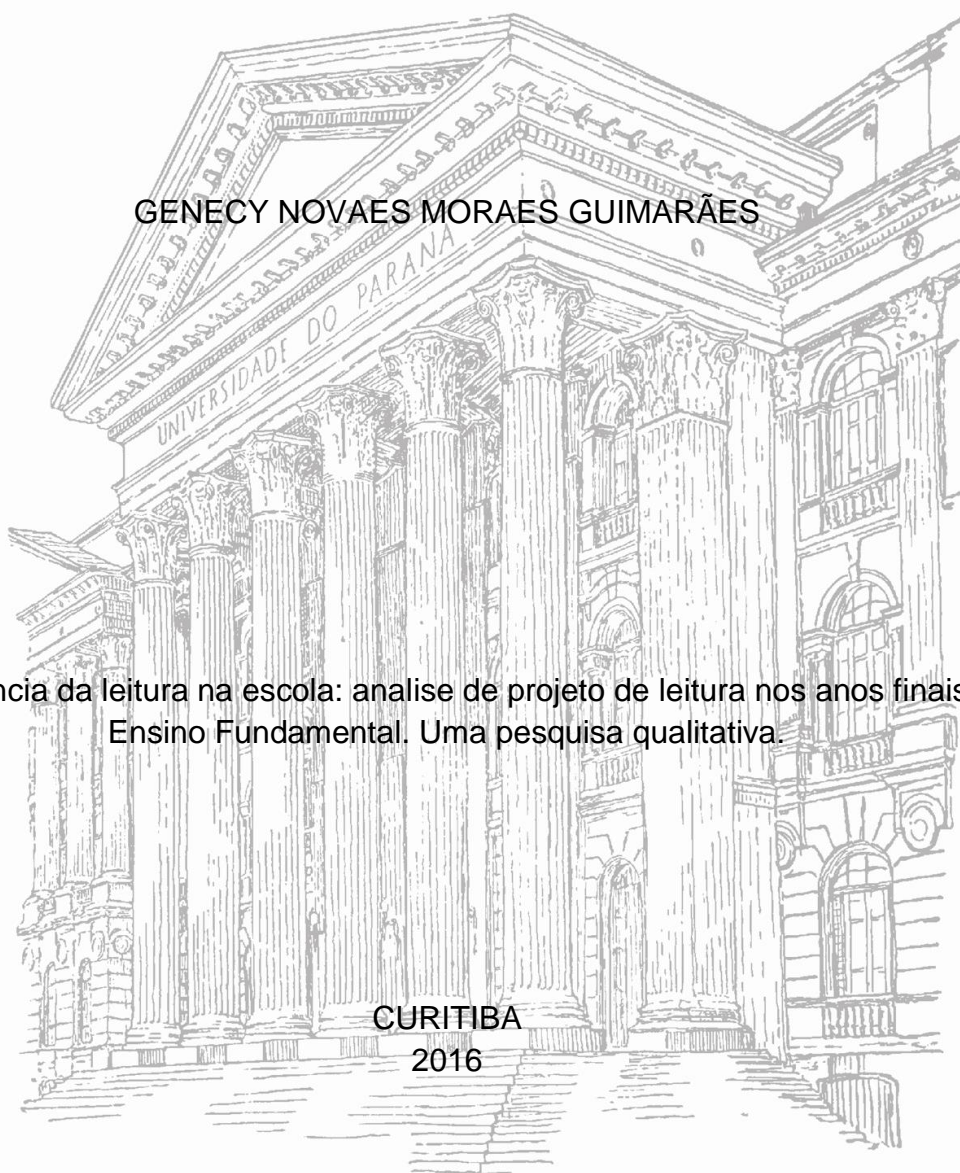 GENECY NOVAES MORAES GUIMARÃES
UNIVERSIDADE DO PARANÁ
ncia da leitura na escola: analise de projeto de leitura nos anos finais
Ensino Fundamental. Uma pesquisa qualitativa.
CURITIBA
2016